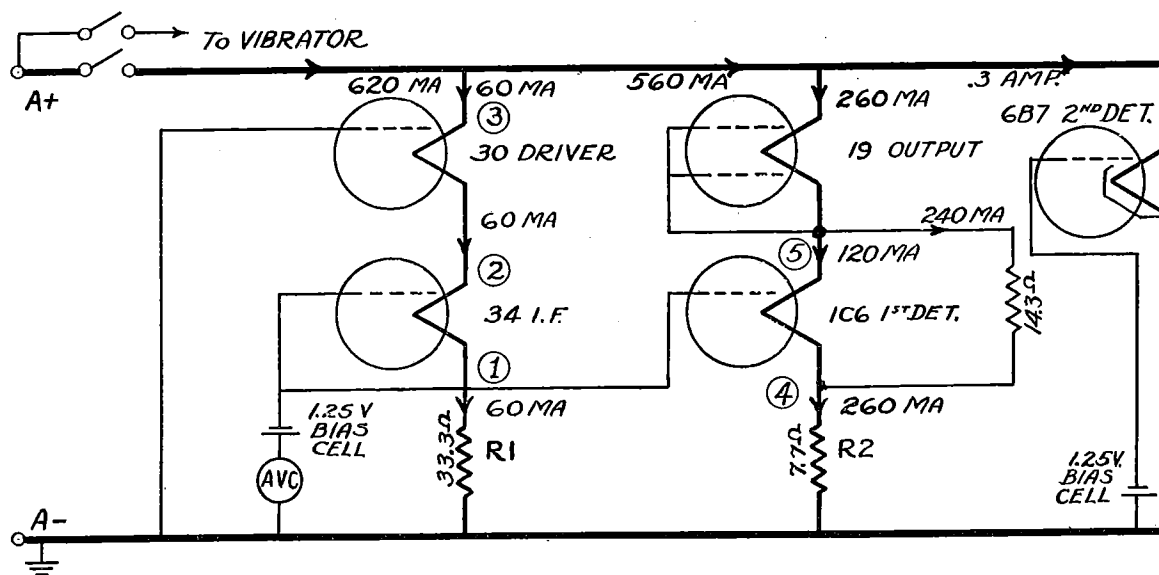 TO VIBRATOR
A+
620 MA
60 MA
560 MA
260 MA
.3 AMP.
③
30 DRIVER
19 OUTPUT
6B7 2ND DET.
60 MA
240 MA
②
⑤
120 MA
34 I.F.
1C6 1ST DET.
14.3Ω
①
④
60 MA
260 MA
1.25 V
BIAS
CELL
AVC
33.3Ω
R1
7.7Ω
R2
1.25V.
BIAS
CELL
A-